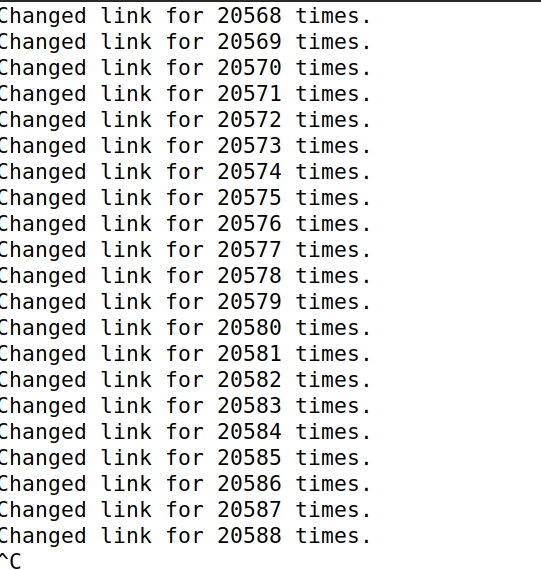 Changed link for 20568 times.
Changed link for 20569 times.
Changed link for 20570 times.
Changed link for 20571 times.
Changed link for 20572 times.
Changed link for 20573 times.
Changed link for 20574 times.
Changed link for 20575 times.
Changed link for 20576 times.
Changed link for 20577 times.
Changed link for 20578 times.
Changed link for 20579 times.
Changed link for 20580 times.
Changed link for 20581 times.
Changed link for 20582 times.
Changed link for 20583 times.
Changed link for 20584 times.
Changed link for 20585 times.
Changed link for 20586 times.
Changed link for 20587 times.
Changed link for 20588 times.
^C